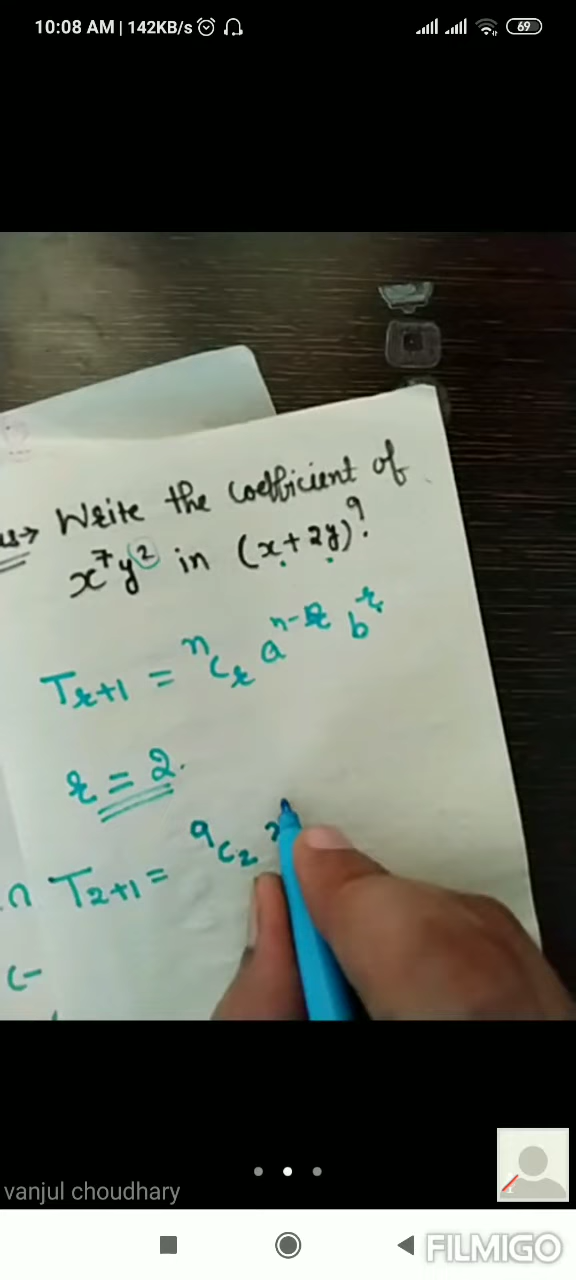 10:08 AM | 142KB/s
69
Write the coefficient of
x⁷y² in (x+2y)⁹?
Tr+1 = ⁿCr aⁿ⁻ʳ bʳ
r = 2.
T2+1 = ⁹C2
vanjul choudhary
FILMIGO